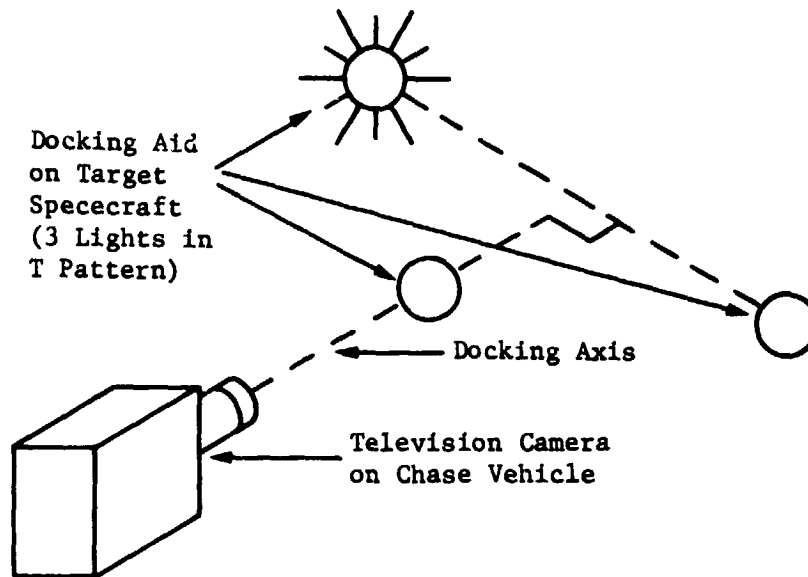 Docking Aid
on Target
Spececraft
(3 Lights in
T Pattern)
Docking Axis
Television Camera
on Chase Vehicle